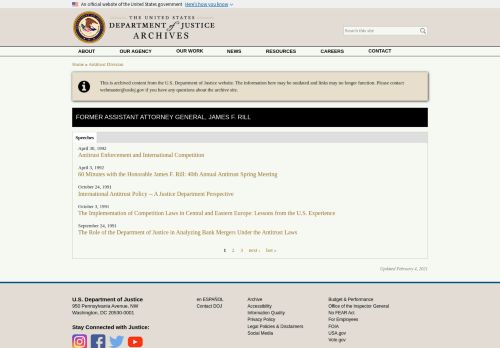 An official website of the United States government Here's how you know
THE UNITED STATES
DEPARTMENT of JUSTICE
ARCHIVES
Search this site
ABOUT OUR AGENCY OUR WORK NEWS RESOURCES CAREERS CONTACT
Home » Antitrust Division
This is archived content from the U.S. Department of Justice website. The information here may be outdated and links may no longer function. Please contact
webmaster@usdoj.gov if you have any questions about the archive site.
FORMER ASSISTANT ATTORNEY GENERAL, JAMES F. RILL
Speeches
April 30, 1992
Antitrust Enforcement and International Competition
April 3, 1992
60 Minutes with the Honorable James F. Rill: 40th Annual Antitrust Spring Meeting
October 24, 1991
International Antitrust Policy -- A Justice Department Perspective
October 3, 1991
The Implementation of Competition Laws in Central and Eastern Europe: Lessons from the U.S. Experience
September 24, 1991
The Role of the Department of Justice in Analyzing Bank Mergers Under the Antitrust Laws
1 2 3 next › last »
Updated February 4, 2021
U.S. Department of Justice
950 Pennsylvania Avenue, NW
Washington, DC 20530-0001
Stay Connected with Justice:
en ESPAÑOL
Contact DOJ
Archive
Accessibility
Information Quality
Privacy Policy
Legal Policies & Disclaimers
Social Media
Budget & Performance
Office of the Inspector General
No FEAR Act
For Employees
FOIA
USA.gov
Vote.gov